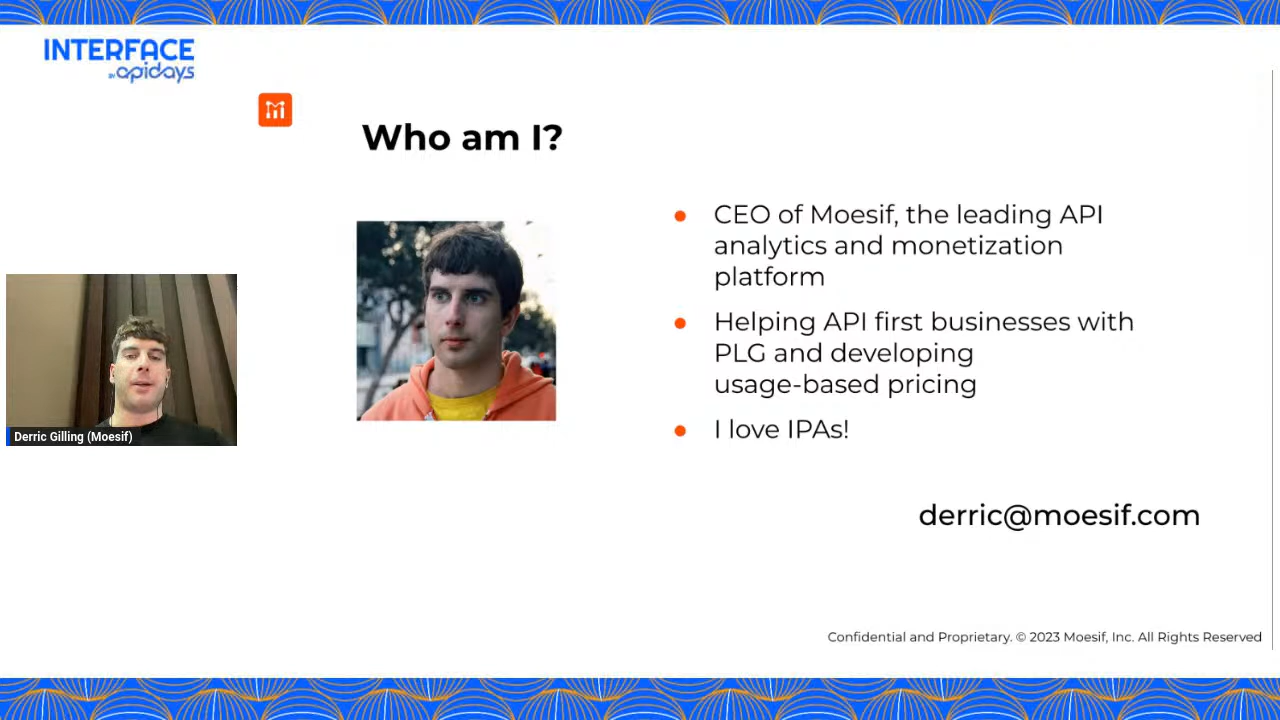 INTERFACE
BY apidays
Who am I?
CEO of Moesif, the leading API
analytics and monetization
platform
Helping API first businesses with
PLG and developing
usage-based pricing
I love IPAs!
Derric Gilling (Moesif)
derric@moesif.com
Confidential and Proprietary. © 2023 Moesif, Inc. All Rights Reserved